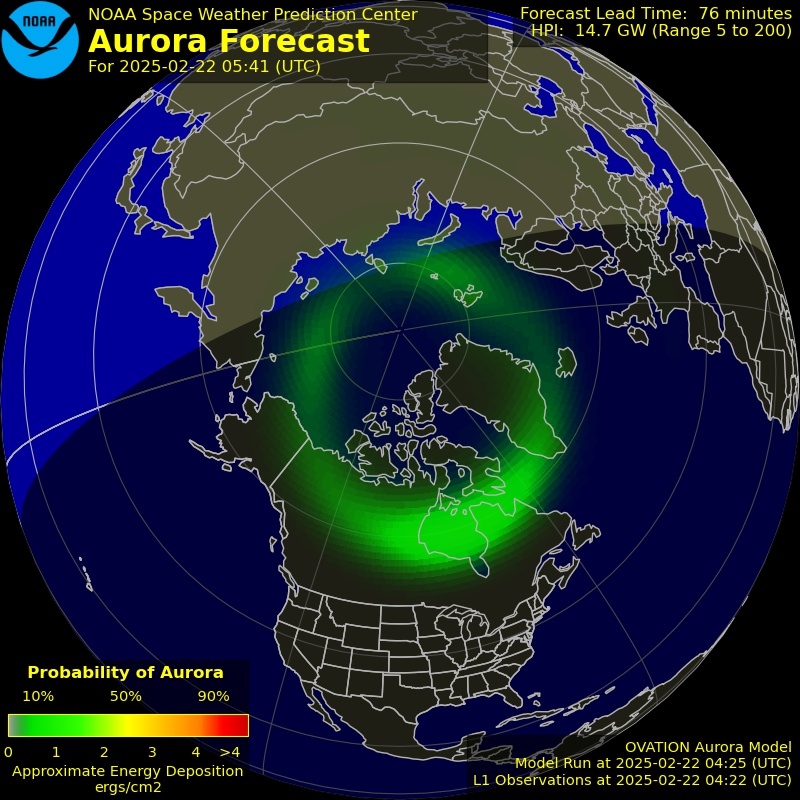 NOAA
NOAA Space Weather Prediction Center
Aurora Forecast
For 2025-02-22 05:41 (UTC)
Forecast Lead Time: 76 minutes
HPI: 14.7 GW (Range 5 to 200)
Probability of Aurora
10% 50% 90%
0 1 2 3 4 >4
Approximate Energy Deposition
ergs/cm2
OVATION Aurora Model
Model Run at 2025-02-22 04:25 (UTC)
L1 Observations at 2025-02-22 04:22 (UTC)